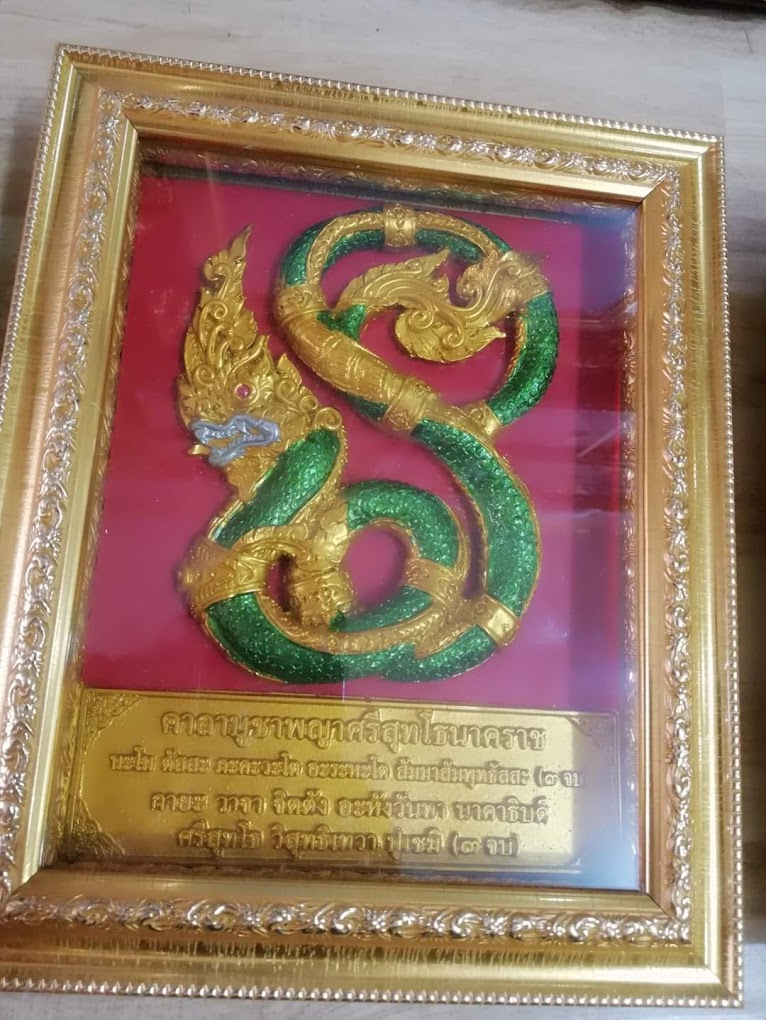 คาถาบูชาพญาศรีสุทโธนาคราช
นะโม ตัสสะ ภะคะวะโต อะระหะโต สัมมาสัมพุทธัสสะ (๓ จบ
กายะ วาจา จิตตัง อะหังวันทา นาคาธิบดี
ศรีสุทโธ วิสุทธิเทวา ปูเชมิ (๓ จบ)